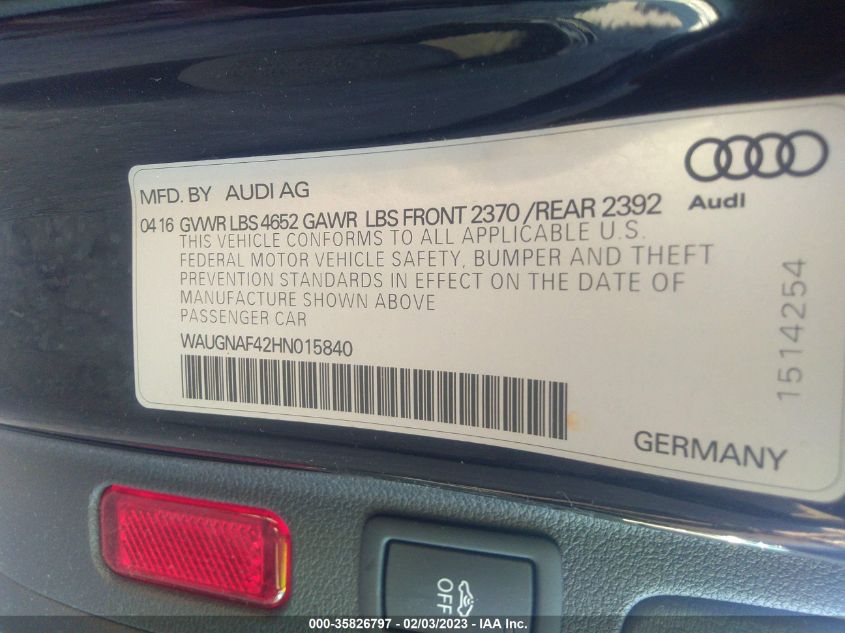 MFD. BY AUDI AG
Audi
04 16 GVWR LBS 4652 GAWR LBS FRONT 2370 /REAR 2392
THIS VEHICLE CONFORMS TO ALL APPLICABLE U.S.
FEDERAL MOTOR VEHICLE SAFETY, BUMPER AND THEFT
PREVENTION STANDARDS IN EFFECT ON THE DATE OF
MANUFACTURE SHOWN ABOVE
PASSENGER CAR
WAUGNAF42HN015840
1514254
GERMANY
OFF
000-35826797 - 02/03/2023 - IAA Inc.